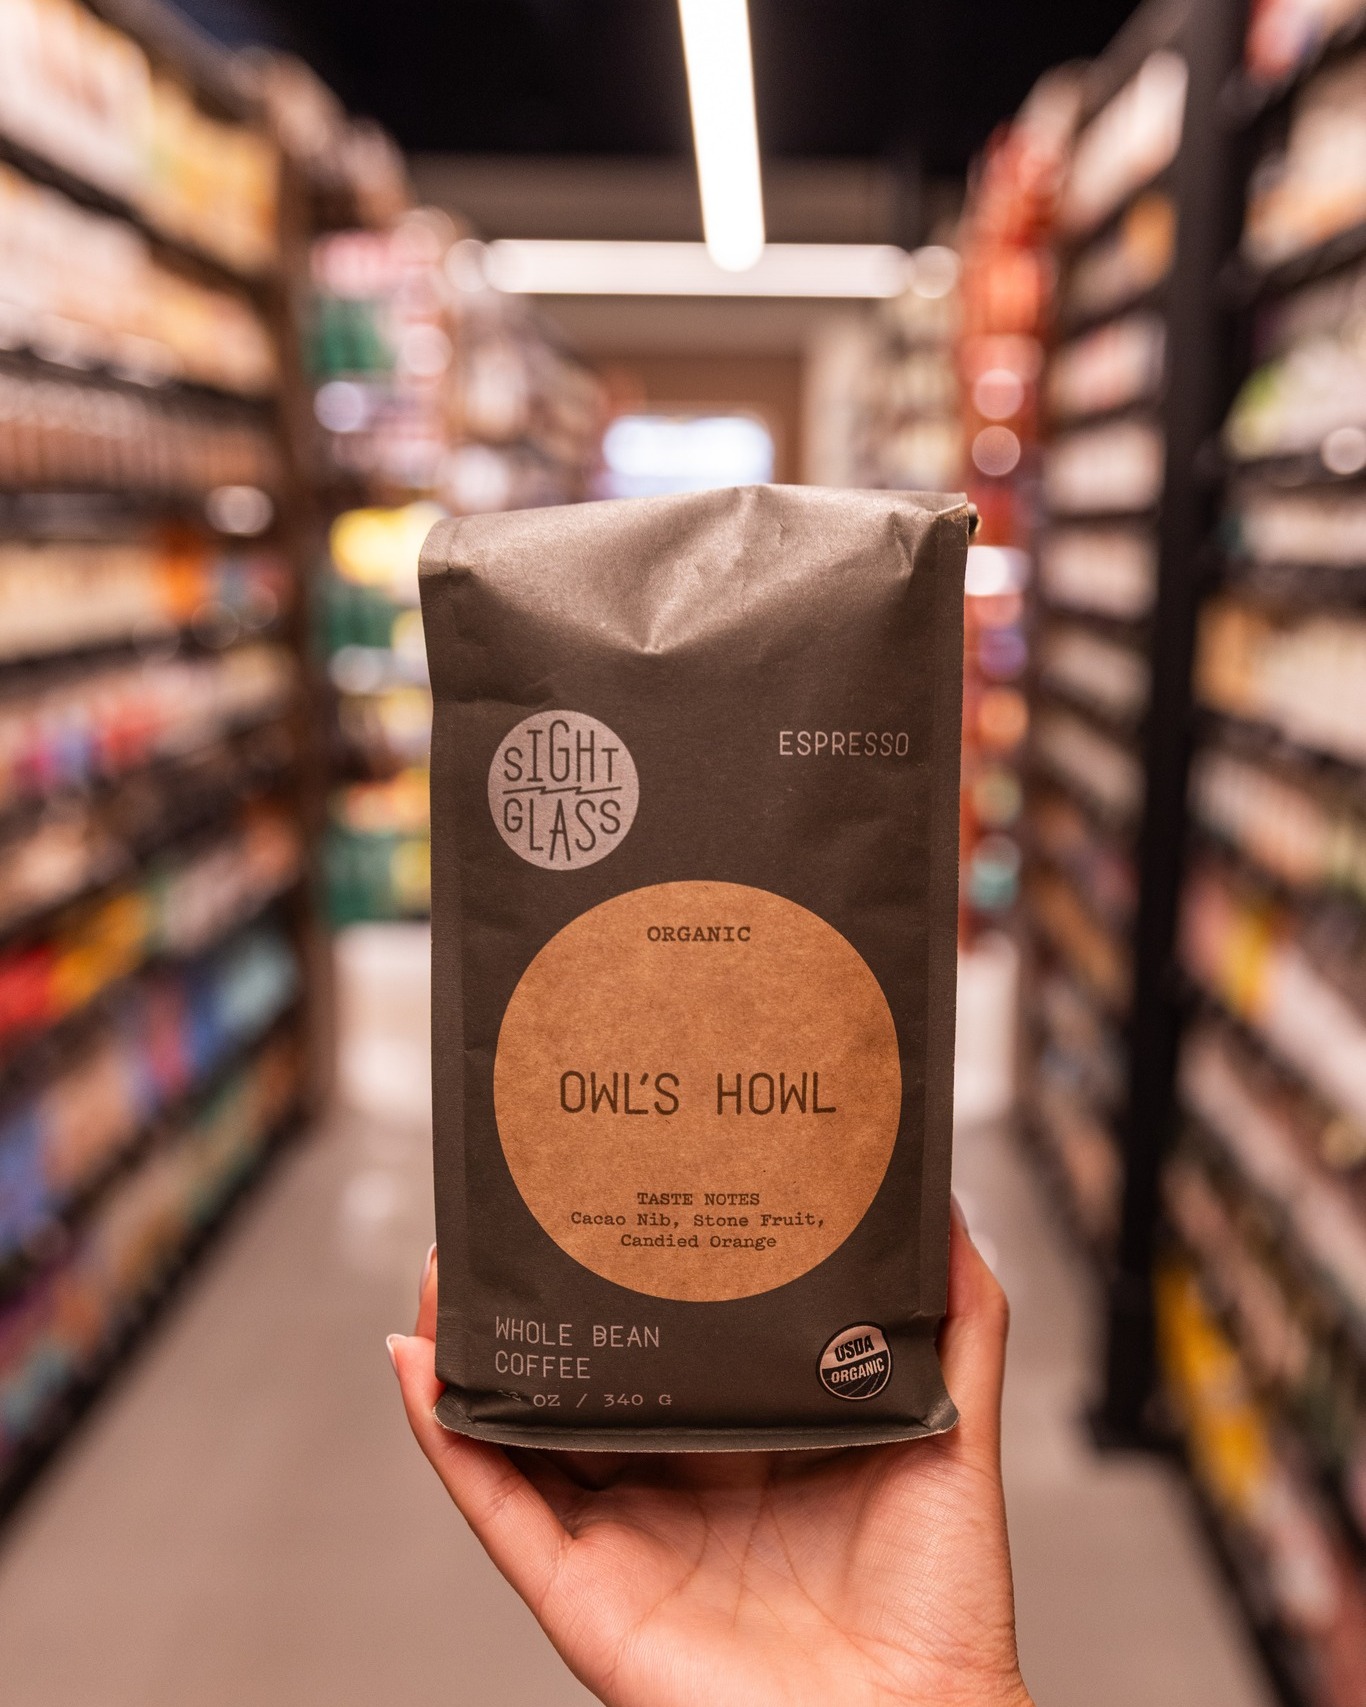 SIGHT
GLASS
ESPRESSO
ORGANIC
OWL'S HOWL
TASTE NOTES
Cacao Nib, Stone Fruit,
Candied Orange
WHOLE BEAN
COFFEE
OZ / 340 G
USDA
ORGANIC